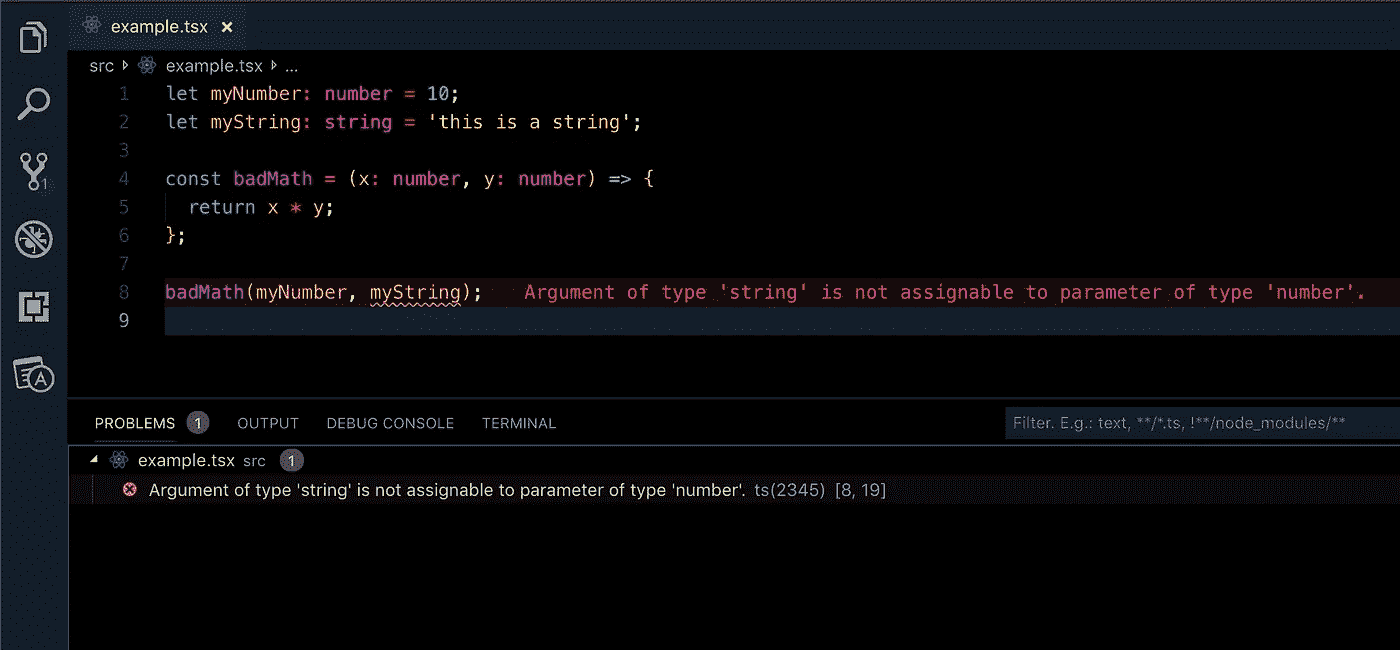 example.tsx ×
src example.tsx ...
1 let myNumber: number = 10;
2 let myString: string = 'this is a string';
3
4 const badMath = (x: number, y: number) => {
5 return x * y;
6 };
7
8 badMath(myNumber, myString); Argument of type 'string' is not assignable to parameter of type 'number'.
9
1
A
PROBLEMS 1 OUTPUT DEBUG CONSOLE TERMINAL Filter. E.g.: text, **/*.ts, !**/node_modules/**
example.tsx src 1
Argument of type 'string' is not assignable to parameter of type 'number'. ts(2345) [8, 19]